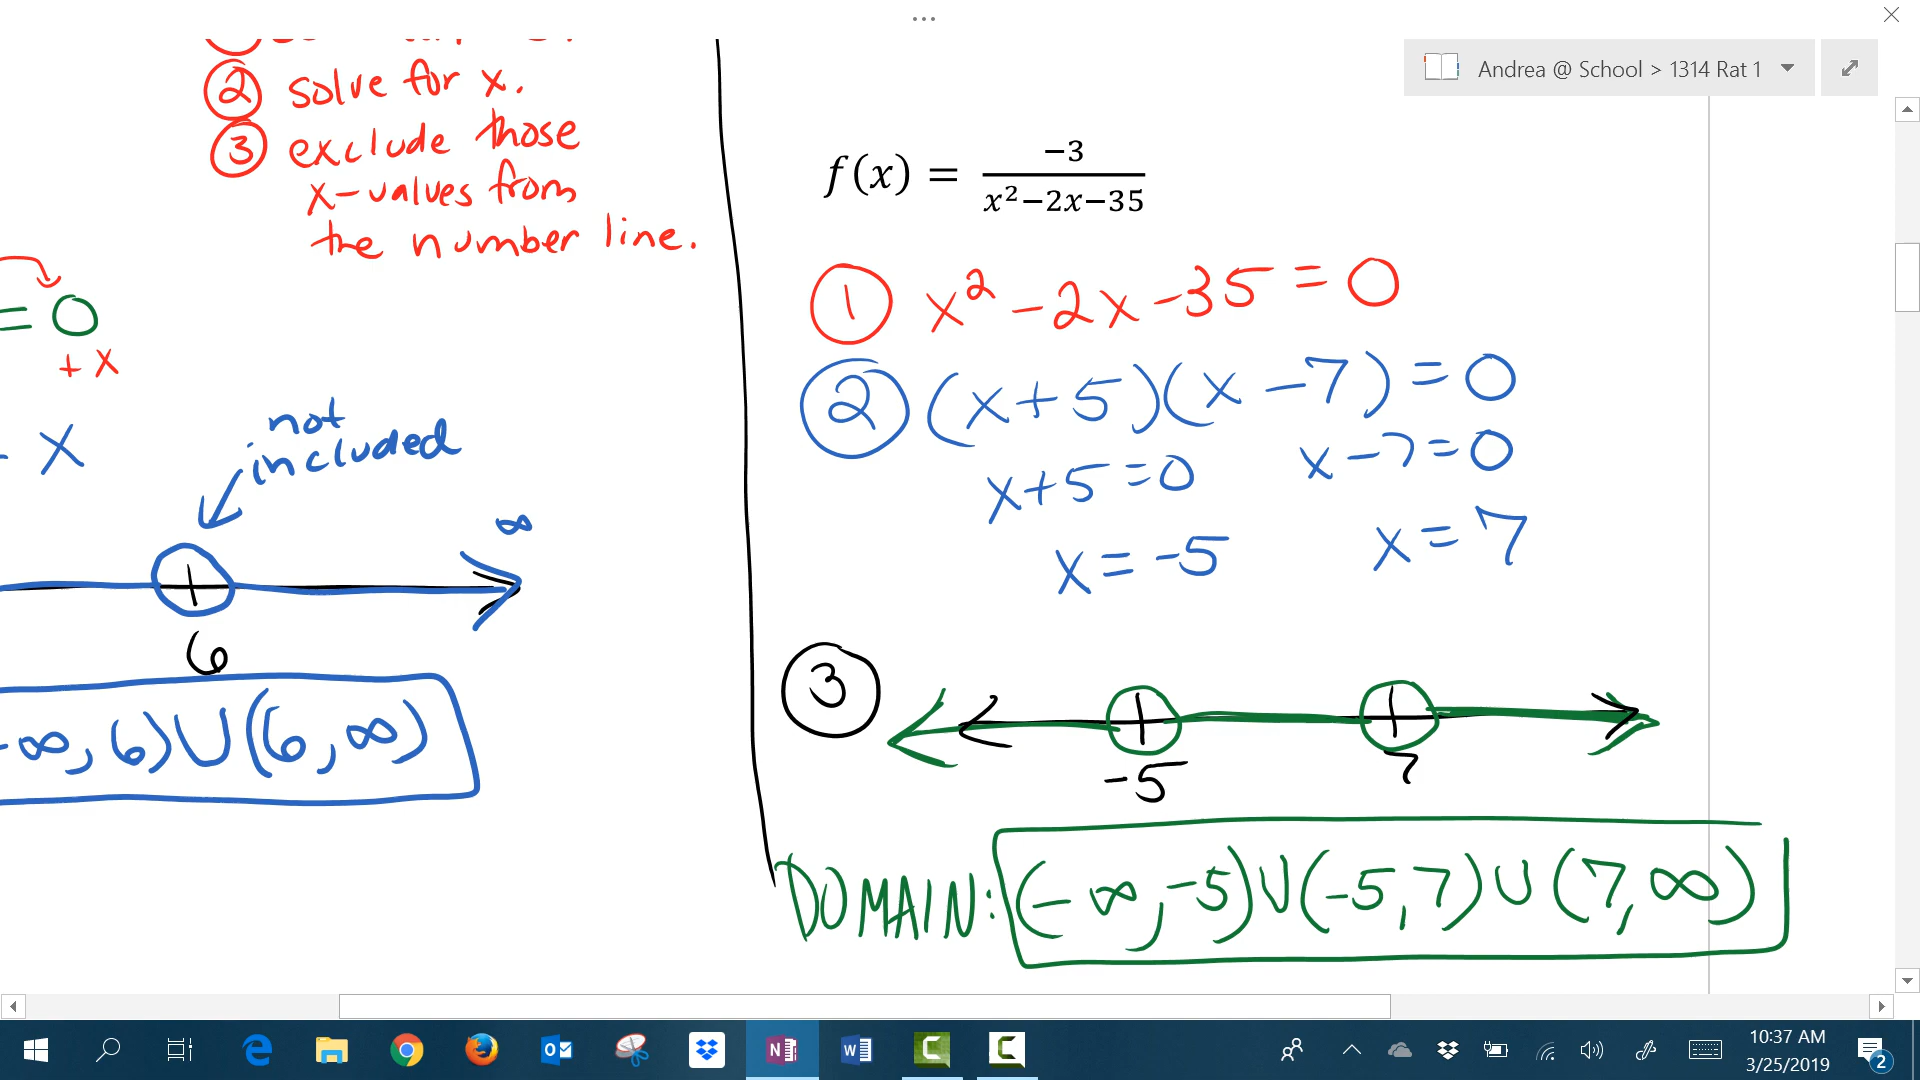 Andrea @ School > 1314 Rat 1
② solve for x.
③ exclude those
x-values from
the number line.
= 0
+ x
x
not
included
∞
6
-∞, 6) ∪ (6, ∞)
f(x) = -3 / x²-2x-35
① x² - 2x - 35 = 0
② (x+5)(x-7) = 0
x+5=0 x-7=0
x = -5 x = 7
③
-5 7
DOMAIN: (-∞, -5) ∪ (-5, 7) ∪ (7, ∞)
10:37 AM
3/25/2019
2